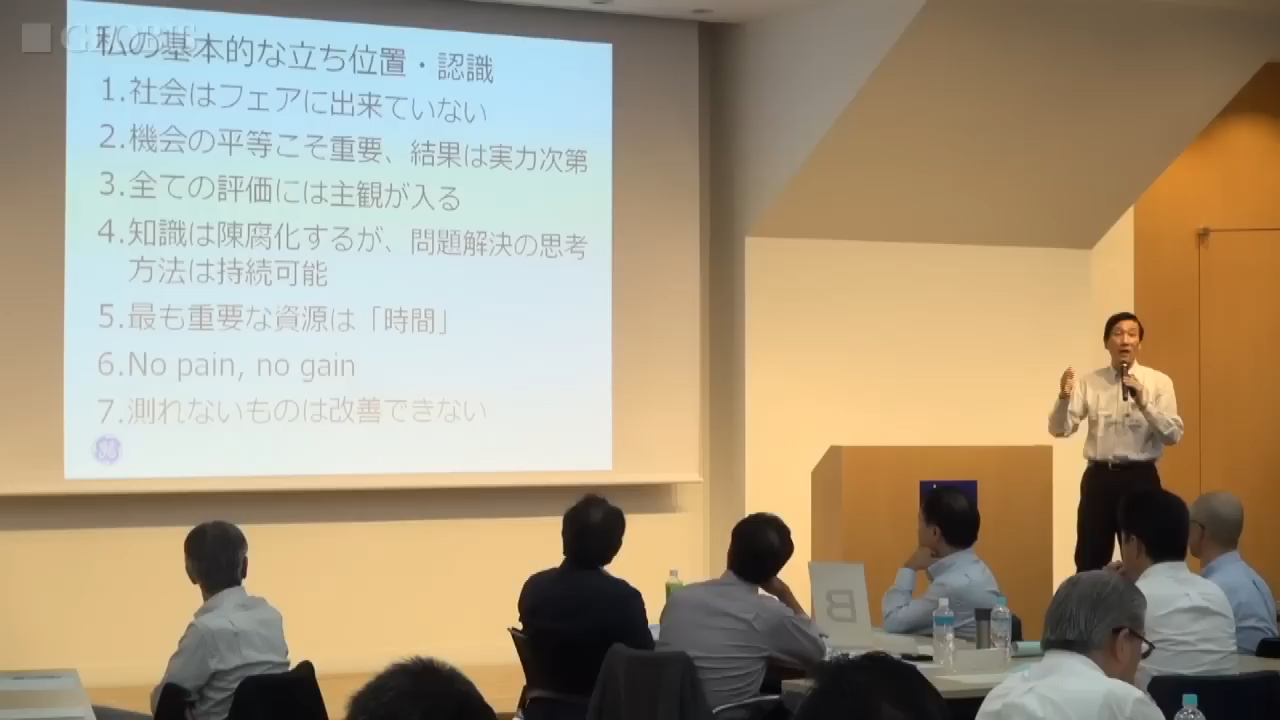 GLOBIS
私の基本的な立ち位置・認識
1.社会はフェアに出来ていない
2.機会の平等こそ重要、結果は実力次第
3.全ての評価には主観が入る
4.知識は陳腐化するが、問題解決の思考
方法は持続可能
5.最も重要な資源は「時間」
6.No pain, no gain
7.測れないものは改善できない
B